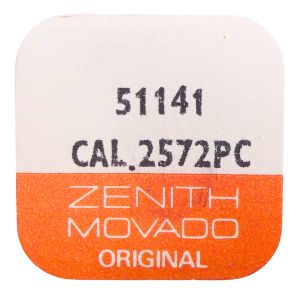 51141
CAL.2572PC
ZENITH
MOVADO
ORIGINAL